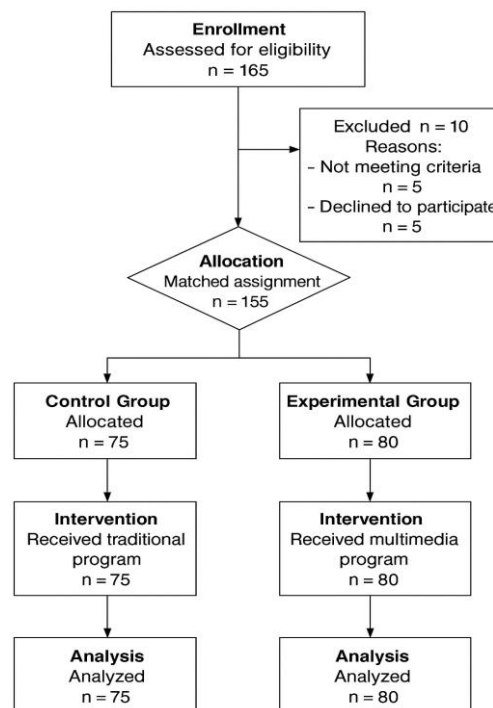 Enrollment
Assessed for eligibility
n = 165
Excluded n = 10
Reasons:
– Not meeting criteria
n = 5
– Declined to participate
n = 5
Allocation
Matched assignment
n = 155
Control Group
Allocated
n = 75
Experimental Group
Allocated
n = 80
Intervention
Received traditional
program
n = 75
Intervention
Received multimedia
program
n = 80
Analysis
Analyzed
n = 75
Analysis
Analyzed
n = 80